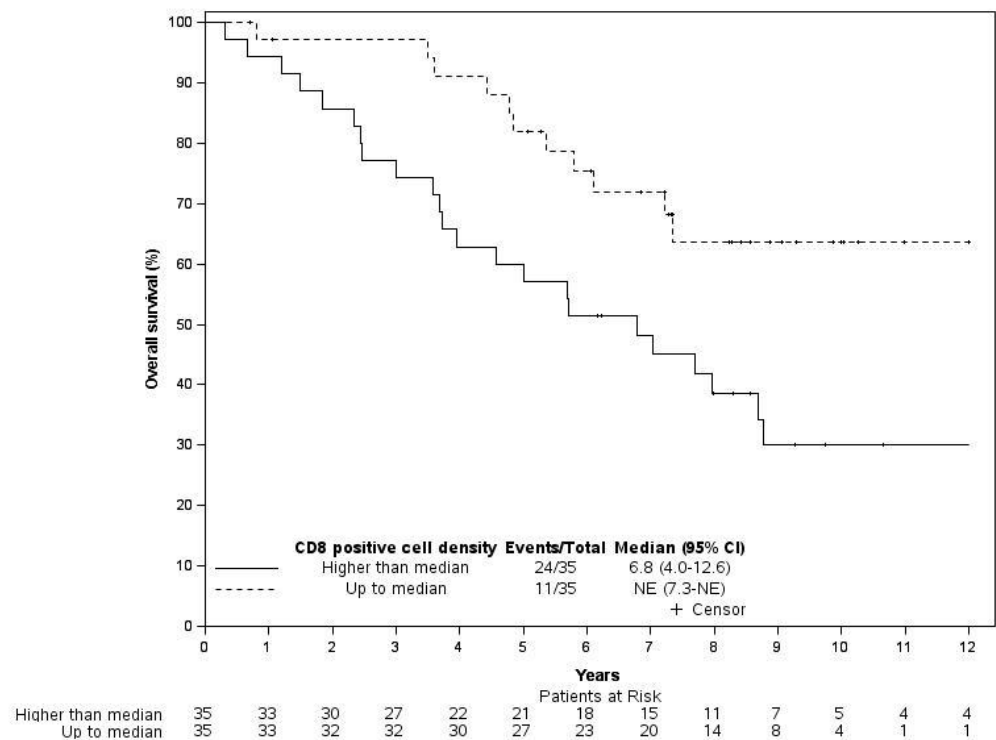 100
90
80
70
60
50
40
30
20
10
0
Overall survival (%)
CD8 positive cell density Events/Total Median (95% CI)
Higher than median 24/35 6.8 (4.0-12.6)
Up to median 11/35 NE (7.3-NE)
+ Censor
0 1 2 3 4 5 6 7 8 9 10 11 12
Years
Patients at Risk
Higher than median 35 33 30 27 22 21 18 15 11 7 5 4 4
Up to median 35 33 32 32 30 27 23 20 14 8 4 1 1